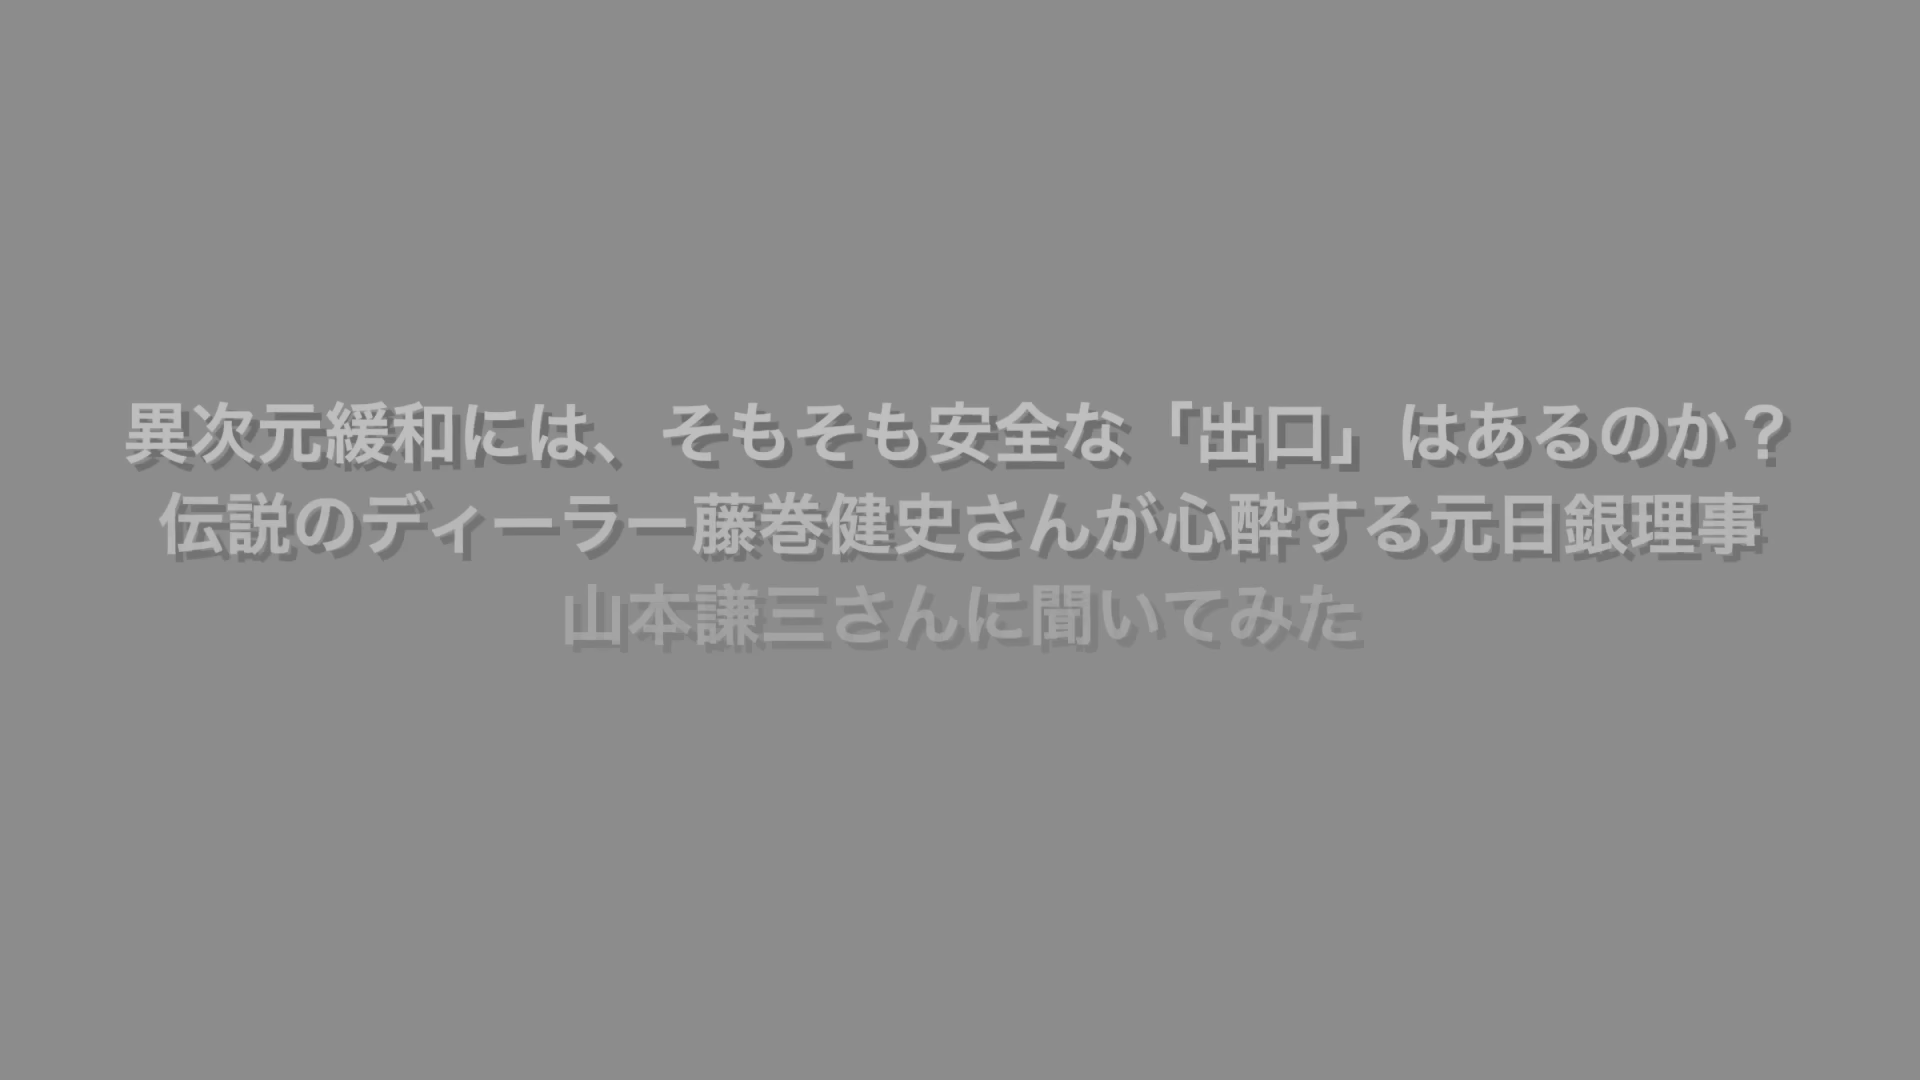 異次元緩和には、そもそも安全な「出口」はあるのか？
伝説のディーラー藤巻健史さんが心酔する元日銀理事
山本謙三さんに聞いてみた